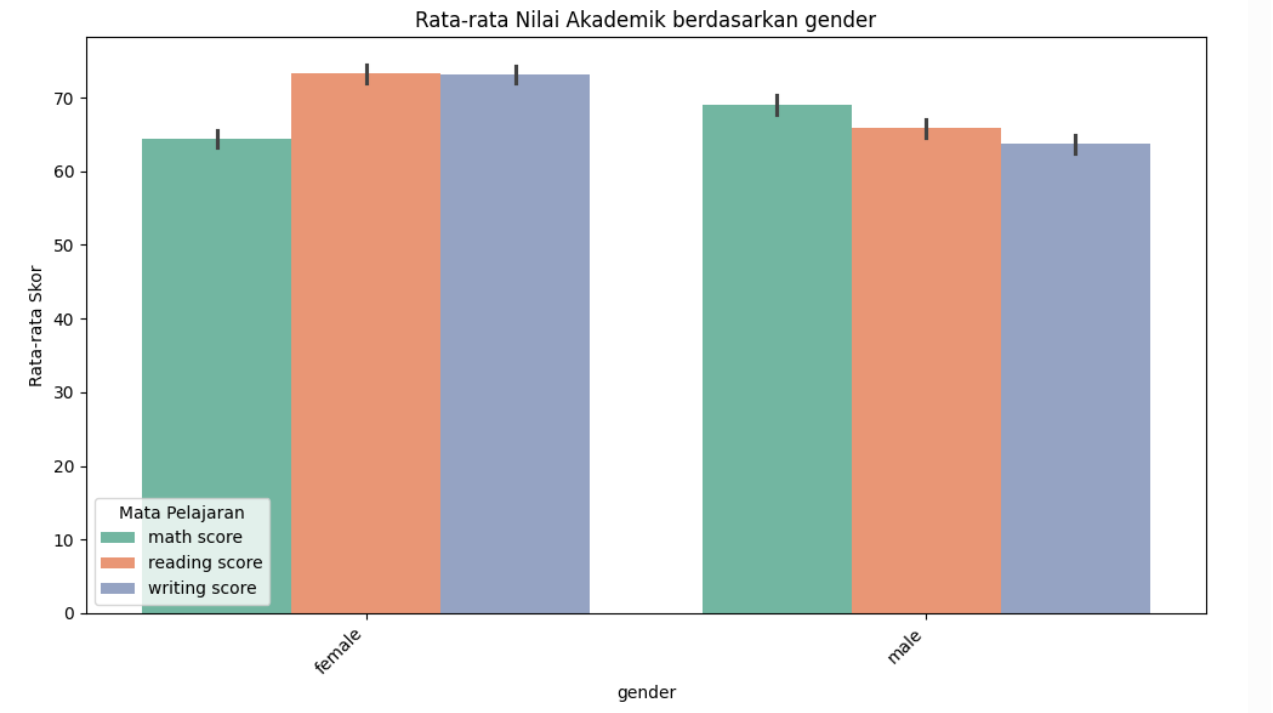 Rata-rata Nilai Akademik berdasarkan gender
Rata-rata Skor
70
60
50
40
30
20
10
0
Mata Pelajaran
math score
reading score
writing score
female
male
gender